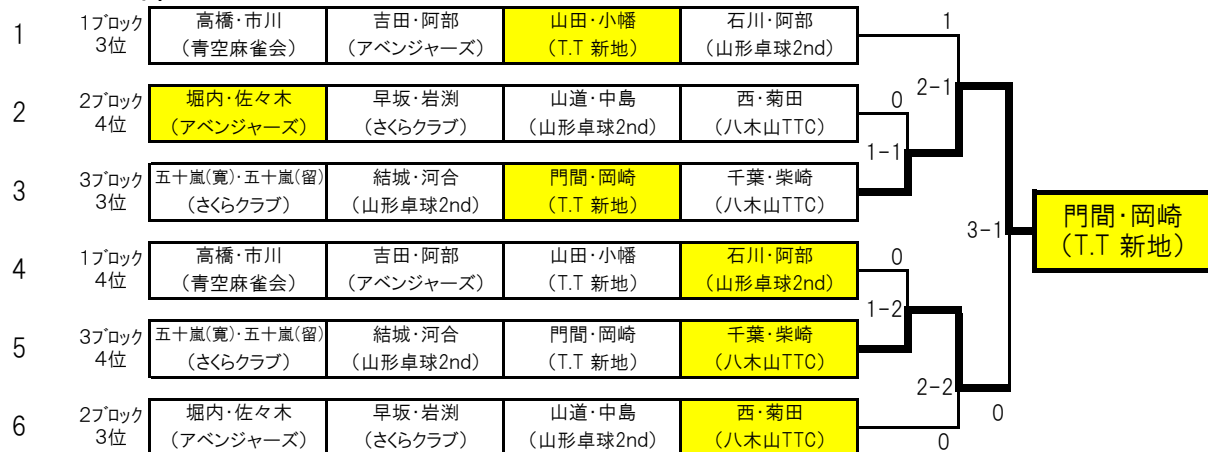 1 1ブロック 高橋・市川 吉田・阿部 山田・小幡 石川・阿部 1
3位 (青空麻雀会) (アベンジャーズ) (T.T 新地) (山形卓球2nd)
2-1
2 2ブロック 堀内・佐々木 早坂・岩渕 山道・中島 西・菊田 0
4位 (アベンジャーズ) (さくらクラブ) (山形卓球2nd) (八木山TTC)
1-1
3 3ブロック 五十嵐(寛)・五十嵐(留) 結城・河合 門間・岡崎 千葉・柴崎
3位 (さくらクラブ) (山形卓球2nd) (T.T 新地) (八木山TTC)
3-1 門間・岡崎
(T.T 新地)
4 1ブロック 高橋・市川 吉田・阿部 山田・小幡 石川・阿部 0
4位 (青空麻雀会) (アベンジャーズ) (T.T 新地) (山形卓球2nd)
1-2
5 3ブロック 五十嵐(寛)・五十嵐(留) 結城・河合 門間・岡崎 千葉・柴崎
4位 (さくらクラブ) (山形卓球2nd) (T.T 新地) (八木山TTC)
2-2
0
6 2ブロック 堀内・佐々木 早坂・岩渕 山道・中島 西・菊田
3位 (アベンジャーズ) (さくらクラブ) (山形卓球2nd) (八木山TTC) 0